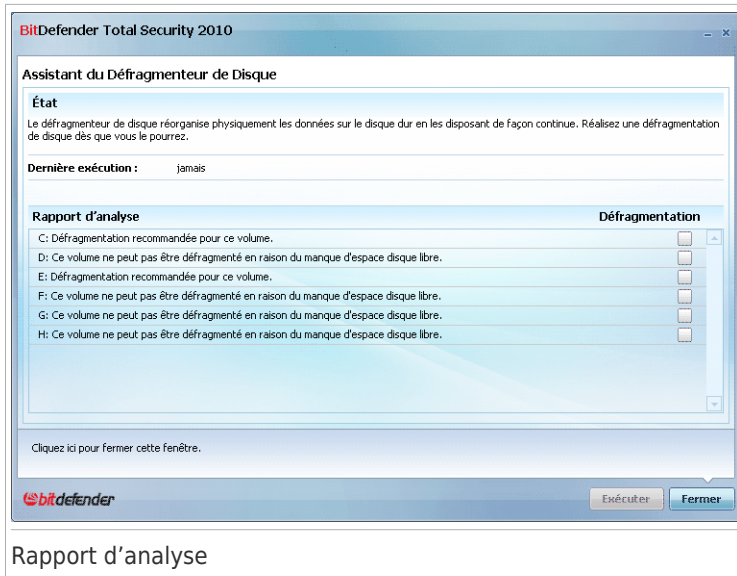 BitDefender Total Security 2010
Assistant du Défragmenteur de Disque
État
Le défragmenteur de disque réorganise physiquement les données sur le disque dur en les disposant de façon continue. Réalisez une défragmentation
de disque dès que vous le pourrez.
Dernière exécution : jamais
Rapport d'analyse Défragmentation
C: Défragmentation recommandée pour ce volume.
D: Ce volume ne peut pas être défragmenté en raison du manque d'espace disque libre.
E: Défragmentation recommandée pour ce volume.
F: Ce volume ne peut pas être défragmenté en raison du manque d'espace disque libre.
G: Ce volume ne peut pas être défragmenté en raison du manque d'espace disque libre.
H: Ce volume ne peut pas être défragmenté en raison du manque d'espace disque libre.
Cliquez ici pour fermer cette fenêtre.
bitdefender Exécuter Fermer
Rapport d’analyse